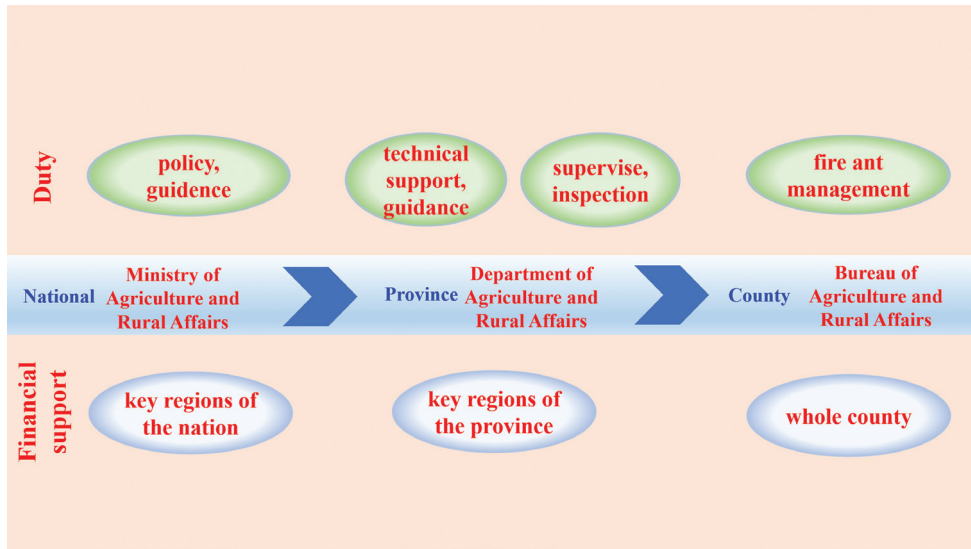 Duty
policy,
guidence
technical
support,
guidance
supervise,
inspection
fire ant
management
National
Ministry of
Agriculture and
Rural Affairs
Province
Department of
Agriculture and
Rural Affairs
County
Bureau of
Agriculture and
Rural Affairs
Financial
support
key regions of
the nation
key regions of
the province
whole county